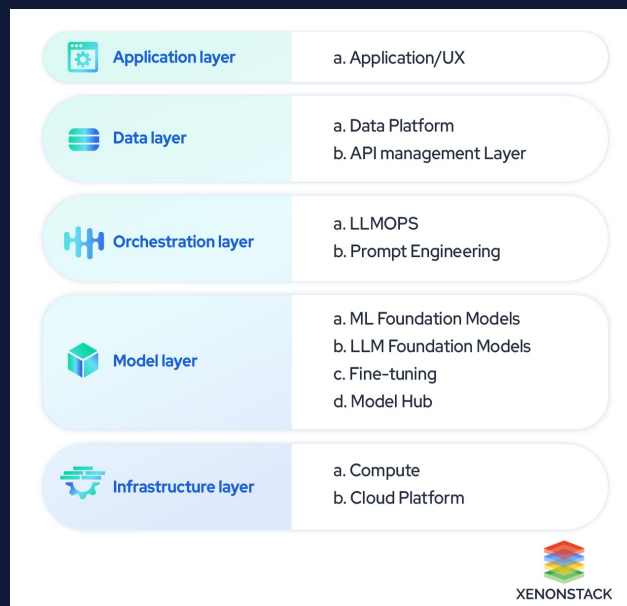 Application layer
a. Application/UX
Data layer
a. Data Platform
b. API management Layer
Orchestration layer
a. LLMOPS
b. Prompt Engineering
Model layer
a. ML Foundation Models
b. LLM Foundation Models
c. Fine-tuning
d. Model Hub
Infrastructure layer
a. Compute
b. Cloud Platform
XENONSTACK